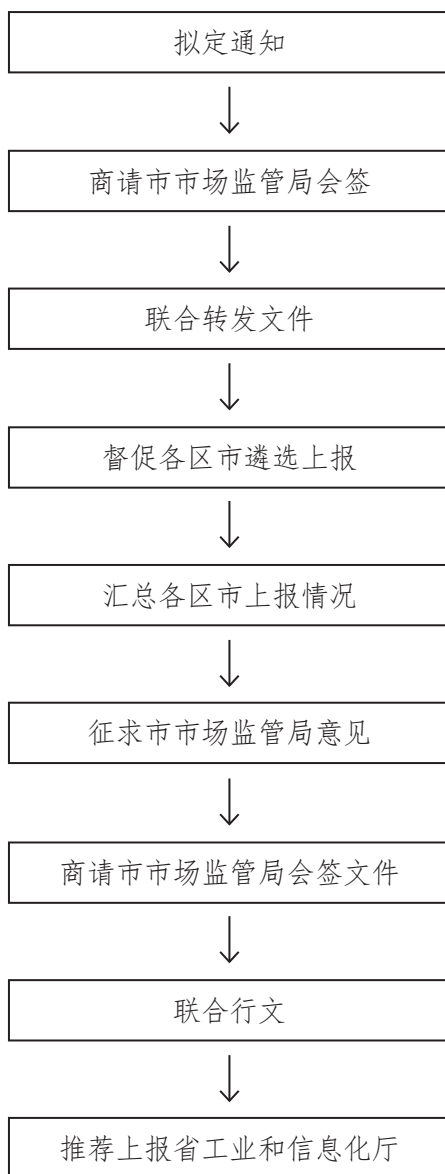 拟定通知
商请市市场监管局会签
联合转发文件
督促各区市遴选上报
汇总各区市上报情况
征求市市场监管局意见
商请市市场监管局会签文件
联合行文
推荐上报省工业和信息化厅